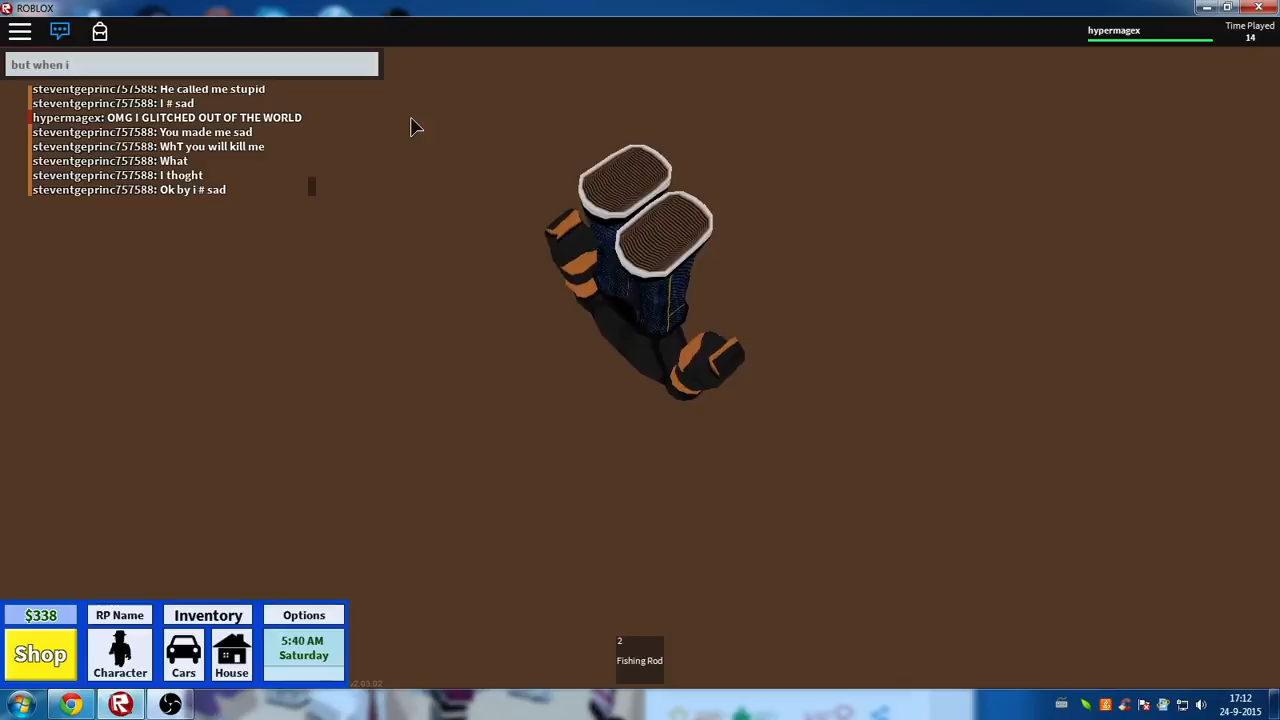 ROBLOX
hypermagex
Time Played
14
but when i
steventgeprinc757588: He called me stupid
steventgeprinc757588: I # sad
hypermagex: OMG I GLITCHED OUT OF THE WORLD
steventgeprinc757588: You made me sad
steventgeprinc757588: WhT you will kill me
steventgeprinc757588: What
steventgeprinc757588: I thoght
steventgeprinc757588: Ok by i # sad
$338
RP Name
Inventory
Options
Shop
Character
Cars
House
5:40 AM
Saturday
2
Fishing Rod
v2.03.02
17:12
24-9-2015